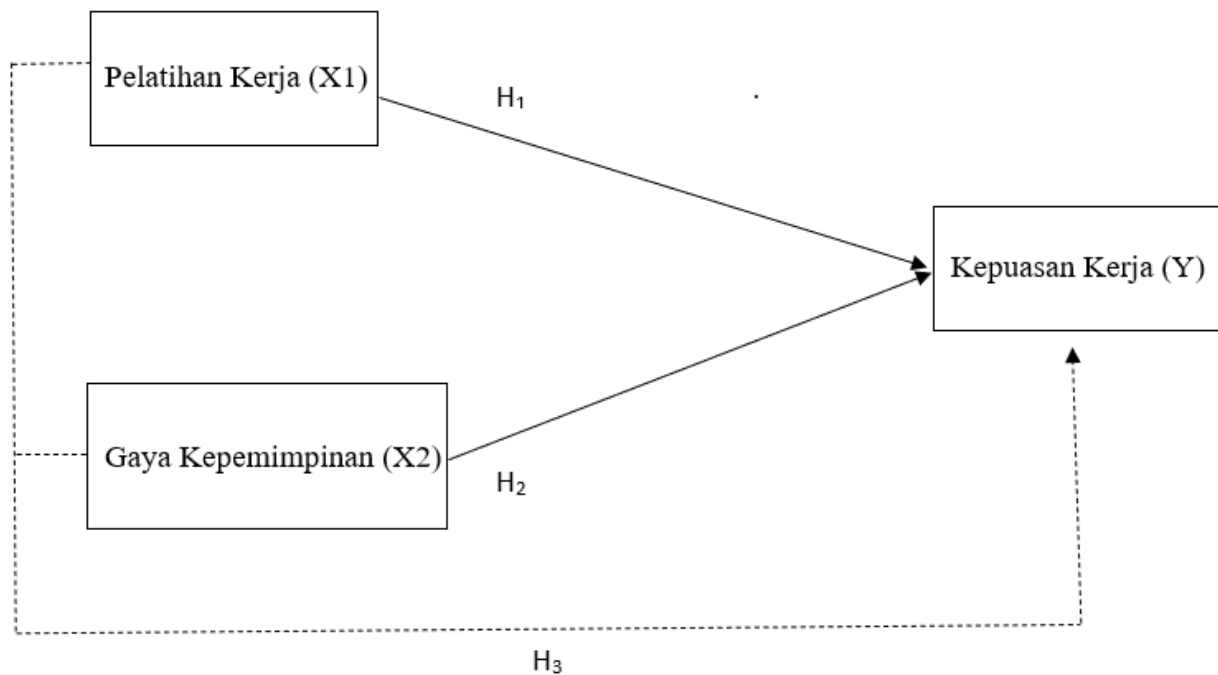 Pelatihan Kerja (X1)
H₁
Kepuasan Kerja (Y)
Gaya Kepemimpinan (X2)
H₂
H₃